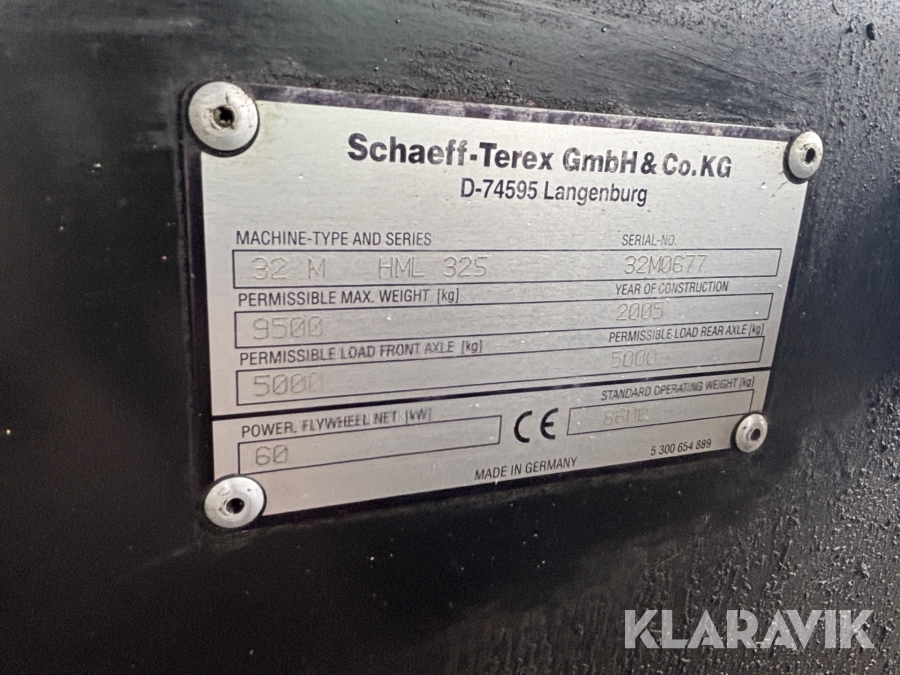 Schaeff-Terex GmbH & Co. KG
D-74595 Langenburg
MACHINE-TYPE AND SERIES
SERIAL-NO.
32 M HML 32S
32M0677
PERMISSIBLE MAX. WEIGHT [kg]
YEAR OF CONSTRUCTION
9500
2005
PERMISSIBLE LOAD FRONT AXLE [kg]
PERMISSIBLE LOAD REAR AXLE [kg]
5000
5000
POWER, FLYWHEEL NET [kW]
CE
STANDARD OPERATING WEIGHT [kg]
60
MADE IN GERMANY
5 300 654 889
KLARAVIK